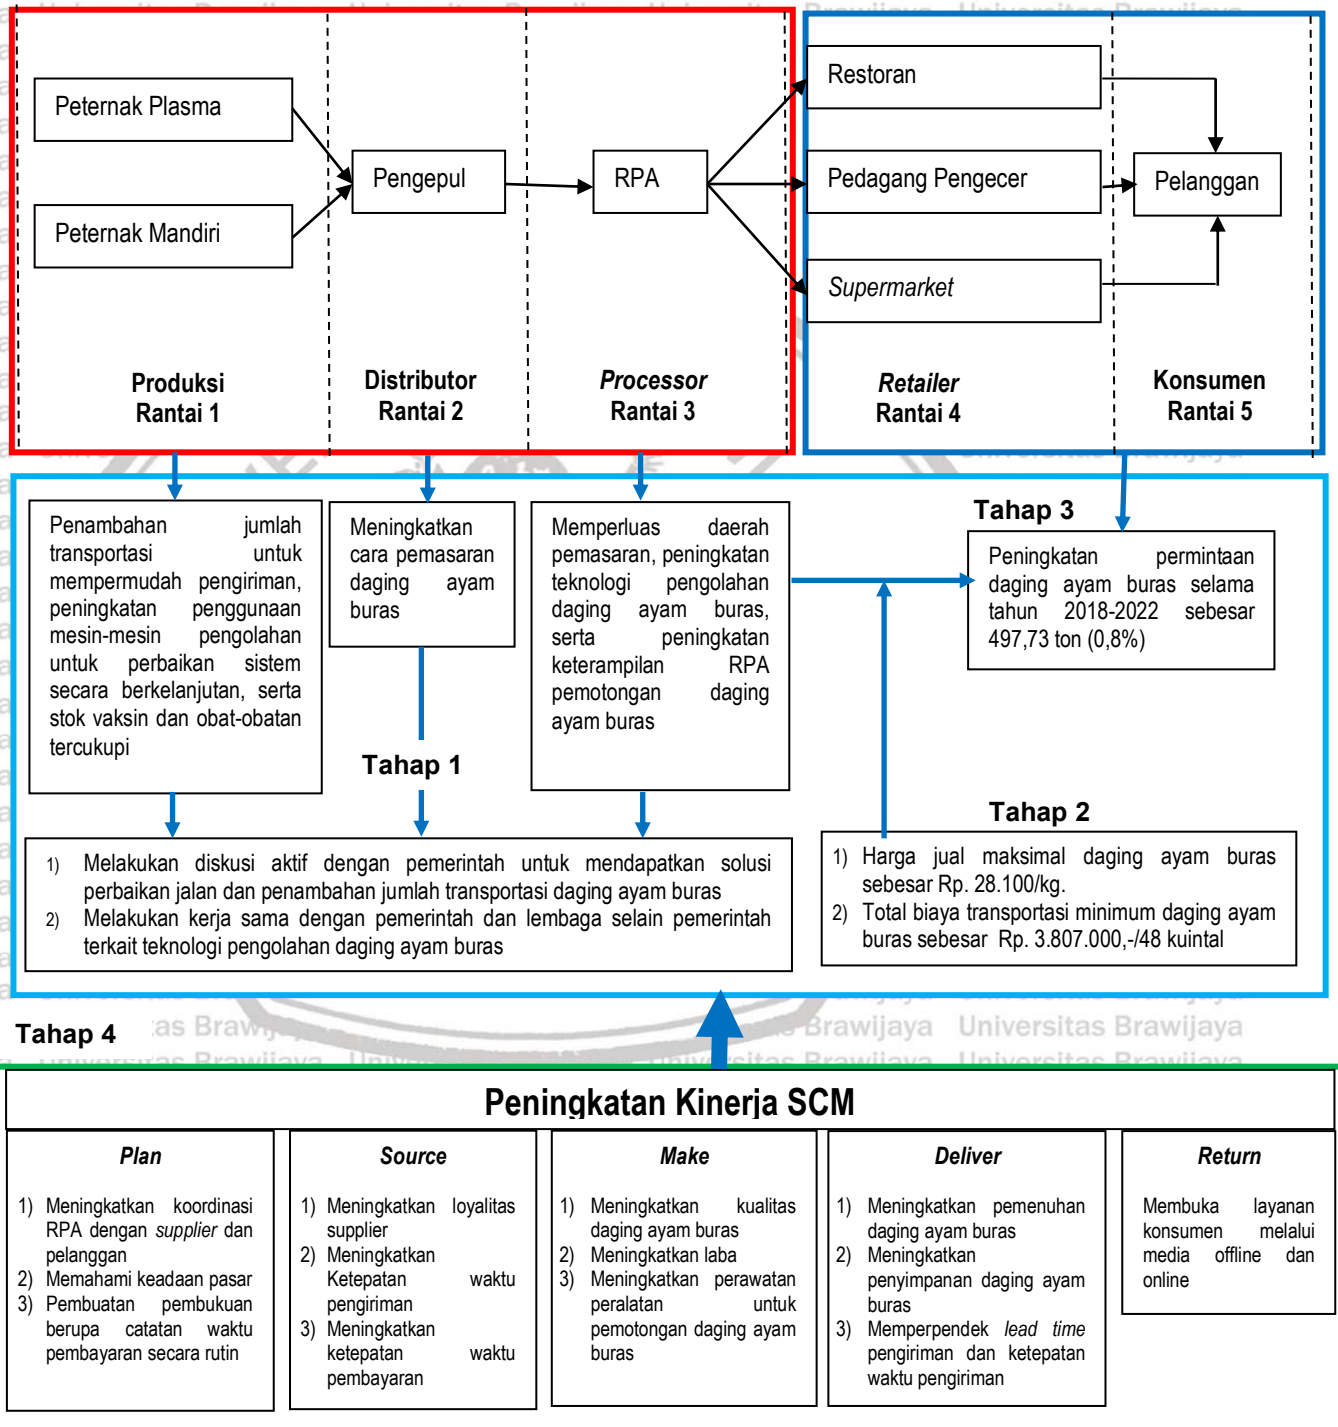 Peternak Plasma
Peternak Mandiri
Pengepul
RPA
Restoran
Pedagang Pengecer
Supermarket
Pelanggan
Produksi
Rantai 1
Distributor
Rantai 2
Processor
Rantai 3
Retailer
Rantai 4
Konsumen
Rantai 5
Penambahan jumlah
transportasi untuk
mempermudah pengiriman,
peningkatan penggunaan
mesin-mesin pengolahan
untuk perbaikan sistem
secara berkelanjutan, serta
stok vaksin dan obat-obatan
tercukupi
Meningkatkan
cara pemasaran
daging ayam
buras
Memperluas daerah
pemasaran, peningkatan
teknologi pengolahan
daging ayam buras,
serta peningkatan
keterampilan RPA
pemotongan daging
ayam buras
Tahap 3
Peningkatan permintaan
daging ayam buras selama
tahun 2018-2022 sebesar
497,73 ton (0,8%)
Tahap 1
Tahap 2
1) Melakukan diskusi aktif dengan pemerintah untuk mendapatkan solusi
perbaikan jalan dan penambahan jumlah transportasi daging ayam buras
2) Melakukan kerja sama dengan pemerintah dan lembaga selain pemerintah
terkait teknologi pengolahan daging ayam buras
1) Harga jual maksimal daging ayam buras
sebesar Rp. 28.100/kg.
2) Total biaya transportasi minimum daging ayam
buras sebesar Rp. 3.807.000,-/48 kuintal
Tahap 4
as Brawijaya Universitas Brawijaya
Peningkatan Kinerja SCM
Plan
1) Meningkatkan koordinasi
RPA dengan supplier dan
pelanggan
2) Memahami keadaan pasar
3) Pembuatan pembukuan
berupa catatan waktu
pembayaran secara rutin
Source
1) Meningkatkan loyalitas
supplier
2) Meningkatkan
Ketepatan waktu
pengiriman
3) Meningkatkan
ketepatan waktu
pembayaran
Make
1) Meningkatkan kualitas
daging ayam buras
2) Meningkatkan laba
3) Meningkatkan perawatan
peralatan untuk
pemotongan daging ayam
buras
Deliver
1) Meningkatkan pemenuhan
daging ayam buras
2) Meningkatkan
penyimpanan daging ayam
buras
3) Memperpendek lead time
pengiriman dan ketepatan
waktu pengiriman
Return
Membuka layanan
konsumen melalui
media offline dan
online